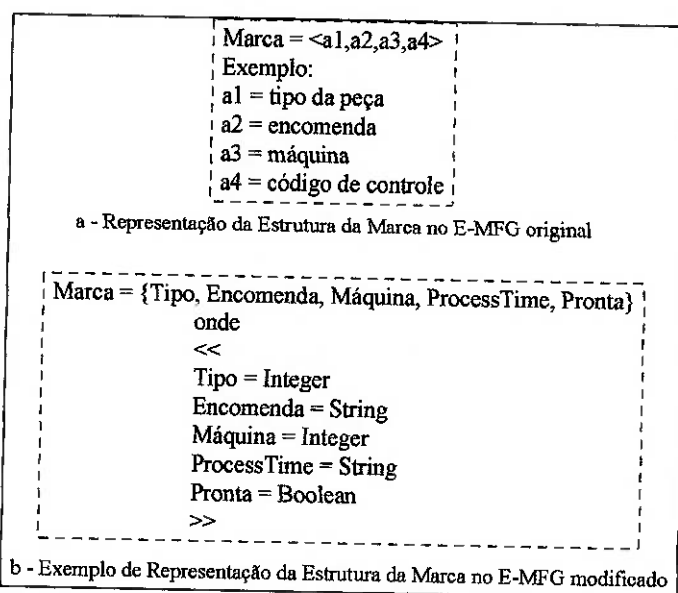 Marca = <a1,a2,a3,a4>
Exemplo:
a1 = tipo da peça
a2 = encomenda
a3 = máquina
a4 = código de controle
a - Representação da Estrutura da Marca no E-MFG original
Marca = {Tipo, Encomenda, Máquina, ProcessTime, Pronta}
onde
<<
Tipo = Integer
Encomenda = String
Máquina = Integer
ProcessTime = String
Pronta = Boolean
>>
b - Exemplo de Representação da Estrutura da Marca no E-MFG modificado